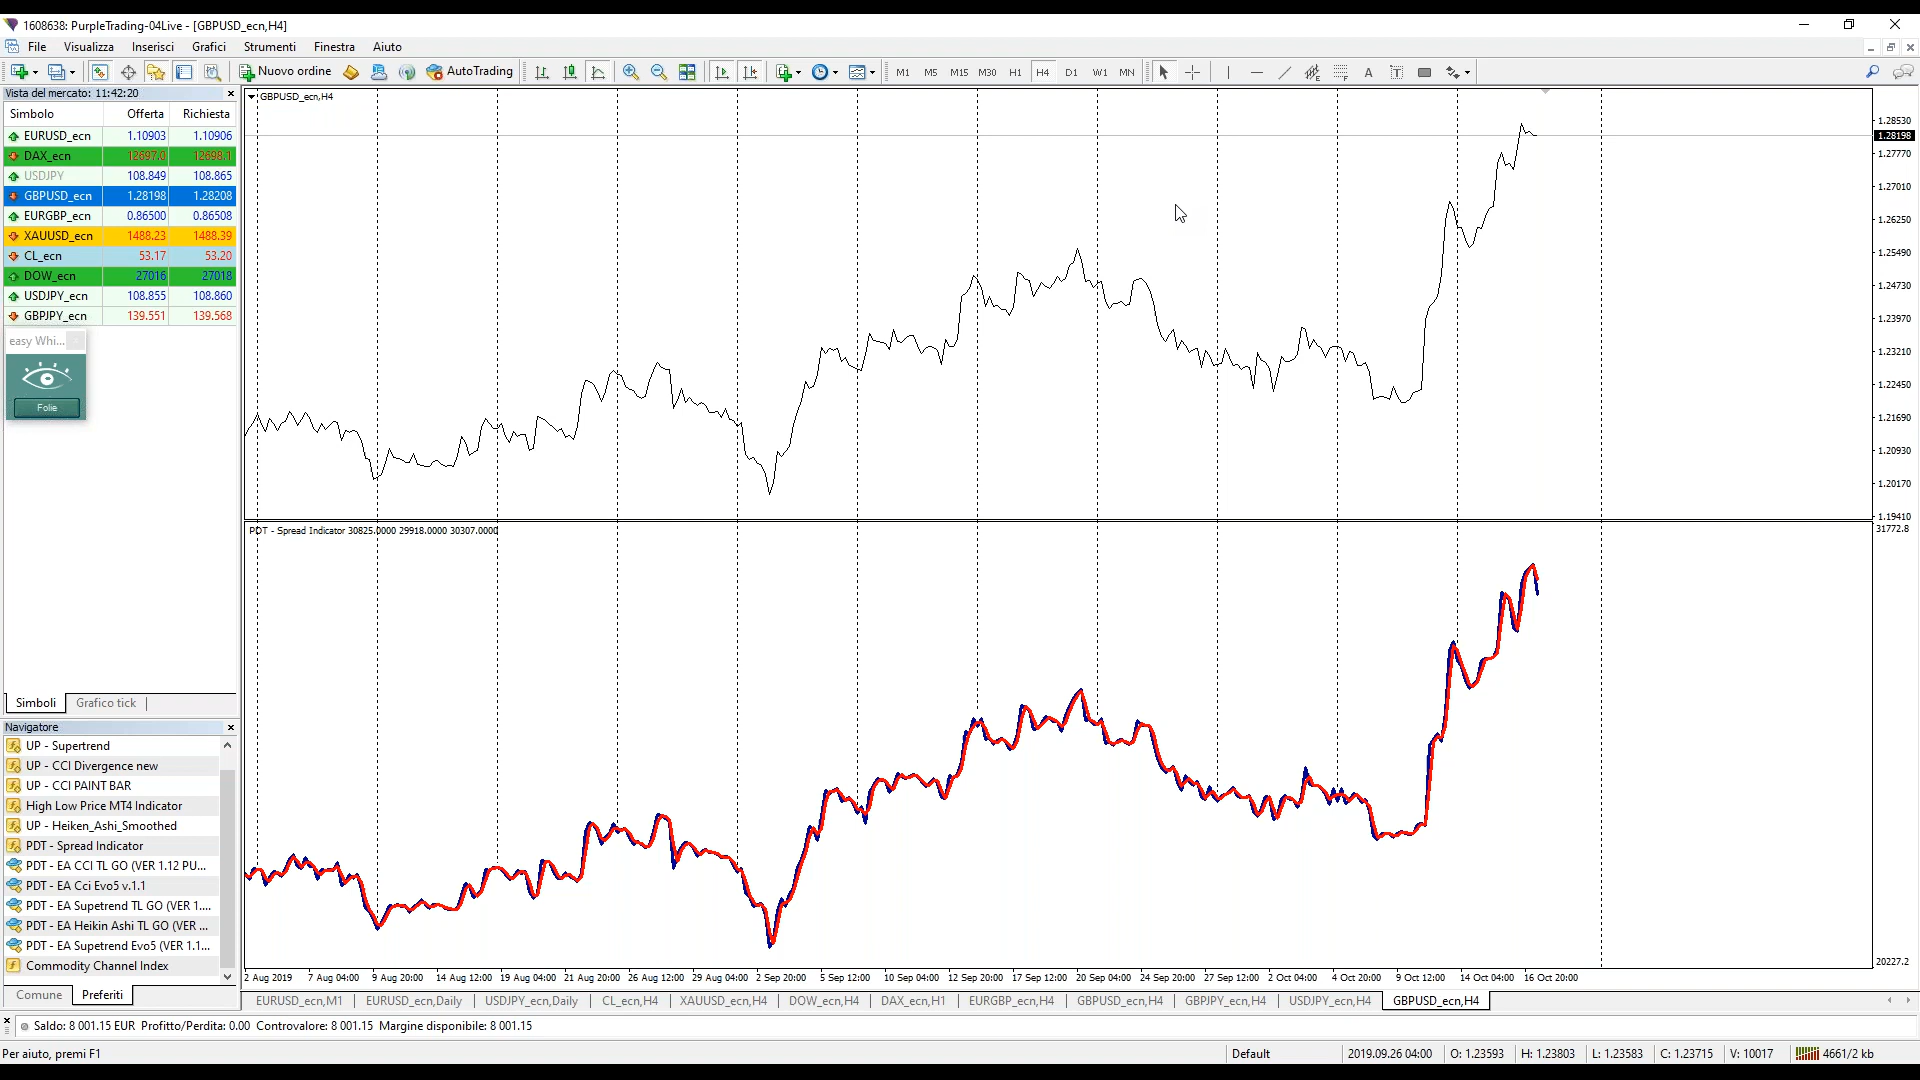 1608638: PurpleTrading-04Live - [GBPUSD_ecn,H4]
File Visualizza Inserisci Grafici Strumenti Finestra Aiuto
Nuovo ordine AutoTrading M1 M5 M15 M30 H1 H4 D1 W1 MN A T
Vista del mercato: 11:42:20
Simbolo Offerta Richiesta
EURUSD_ecn 1.10903 1.10906
DAX_ecn 12697.0 12698.1
USDJPY 108.849 108.865
GBPUSD_ecn 1.28198 1.28208
EURGBP_ecn 0.86500 0.86508
XAUUSD_ecn 1488.23 1488.39
CL_ecn 53.17 53.20
DOW_ecn 27016 27018
USDJPY_ecn 108.855 108.860
GBPJPY_ecn 139.551 139.568
easy Whi...
Folie
Simboli Grafico tick
Navigatore
UP - Supertrend
UP - CCI Divergence new
UP - CCI PAINT BAR
High Low Price MT4 Indicator
UP - Heiken_Ashi_Smoothed
PDT - Spread Indicator
PDT - EA CCI TL GO (VER 1.12 PU...
PDT - EA Cci Evo5 v.1.1
PDT - EA Supetrend TL GO (VER 1....
PDT - EA Heikin Ashi TL GO (VER ...
PDT - EA Supetrend Evo5 (VER 1.1...
Commodity Channel Index
Comune Preferiti
GBPUSD_ecn,H4
1.28530
1.28198
1.27770
1.27010
1.26250
1.25490
1.24730
1.23970
1.23210
1.22450
1.21690
1.20930
1.20170
1.19410
PDT - Spread Indicator 30825.0000 29918.0000 30307.0000
31772.8
20227.2
2 Aug 2019 7 Aug 04:00 9 Aug 20:00 14 Aug 12:00 19 Aug 04:00 21 Aug 20:00 26 Aug 12:00 29 Aug 04:00 2 Sep 20:00 5 Sep 12:00 10 Sep 04:00 12 Sep 20:00 17 Sep 12:00 20 Sep 04:00 24 Sep 20:00 27 Sep 12:00 2 Oct 04:00 4 Oct 20:00 9 Oct 12:00 14 Oct 04:00 16 Oct 20:00
EURUSD_ecn,M1 EURUSD_ecn,Daily USDJPY_ecn,Daily CL_ecn,H4 XAUUSD_ecn,H4 DOW_ecn,H4 DAX_ecn,H1 EURGBP_ecn,H4 GBPUSD_ecn,H4 GBPJPY_ecn,H4 USDJPY_ecn,H4 GBPUSD_ecn,H4
Saldo: 8 001.15 EUR Profitto/Perdita: 0.00 Controvalore: 8 001.15 Margine disponibile: 8 001.15
Per aiuto, premi F1 Default 2019.09.26 04:00 O: 1.23593 H: 1.23803 L: 1.23583 C: 1.23715 V: 10017 4661/2 kb